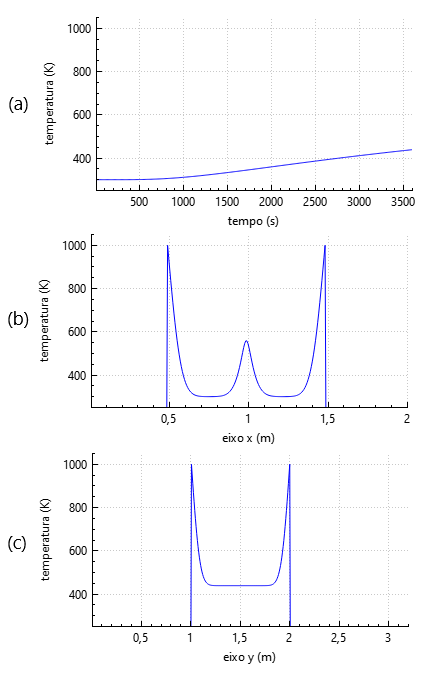 (a)
temperatura (K)
1000
800
600
400
500 1000 1500 2000 2500 3000 3500
tempo (s)
(b)
temperatura (K)
1000
800
600
400
0,5 1 1,5 2
eixo x (m)
(c)
temperatura (K)
1000
800
600
400
0,5 1 1,5 2 2,5 3
eixo y (m)